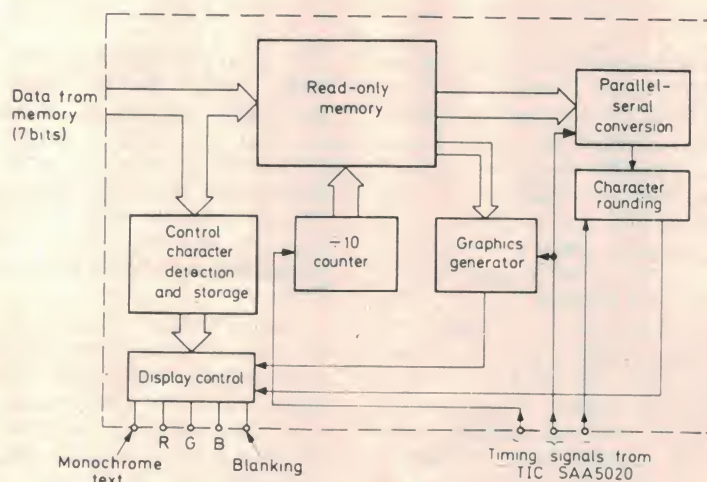 Data from
memory
(7 bits)
Read-only
memory
Parallel-
serial
conversion
Character
rounding
Control
character
detection
and storage
÷10
counter
Graphics
generator
Display control
R G B
Monochrome
text
Blanking
Timing signals from
TIC SAA5020